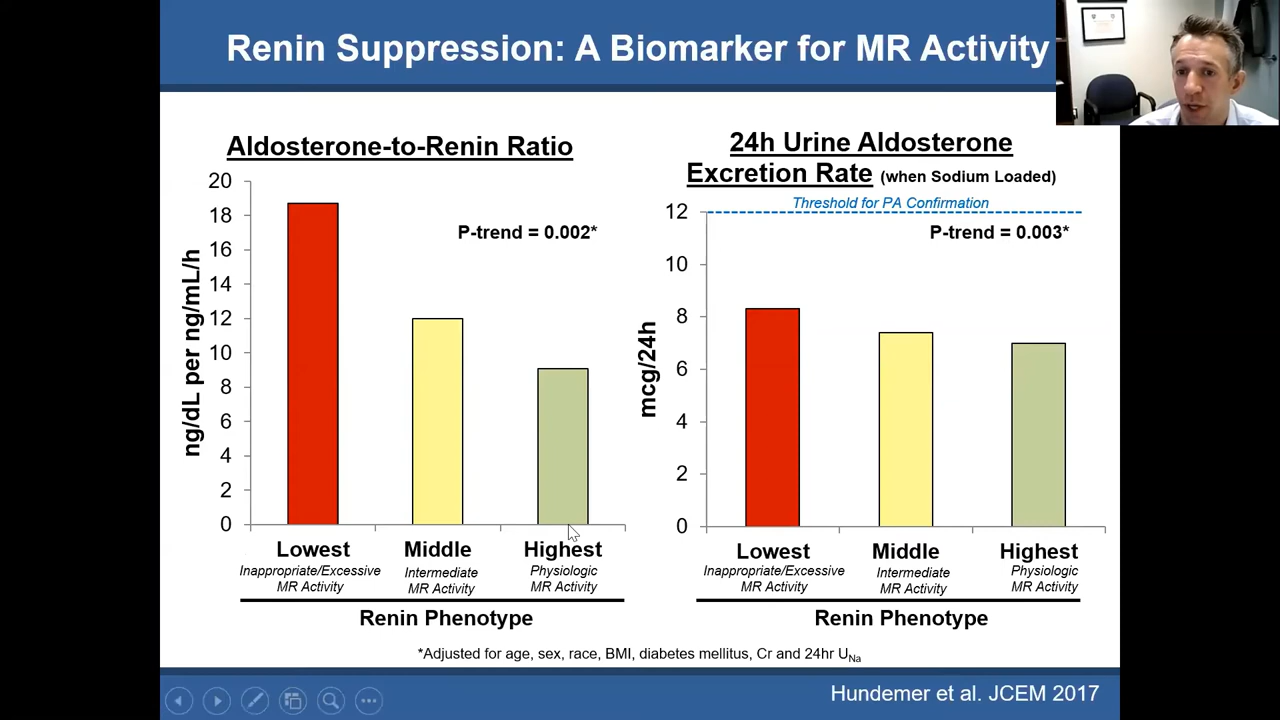 Renin Suppression: A Biomarker for MR Activity
Aldosterone-to-Renin Ratio
20
18
16
14
12
10
8
6
4
2
0
ng/dL per ng/mL/h
P-trend = 0.002*
Lowest
Inappropriate/Excessive
MR Activity
Middle
Intermediate
MR Activity
Highest
Physiologic
MR Activity
Renin Phenotype
24h Urine Aldosterone
Excretion Rate (when Sodium Loaded)
Threshold for PA Confirmation
12
10
8
6
4
2
0
mcg/24h
P-trend = 0.003*
Lowest
Inappropriate/Excessive
MR Activity
Middle
Intermediate
MR Activity
Highest
Physiologic
MR Activity
Renin Phenotype
*Adjusted for age, sex, race, BMI, diabetes mellitus, Cr and 24hr UNa
Hundemer et al. JCEM 2017